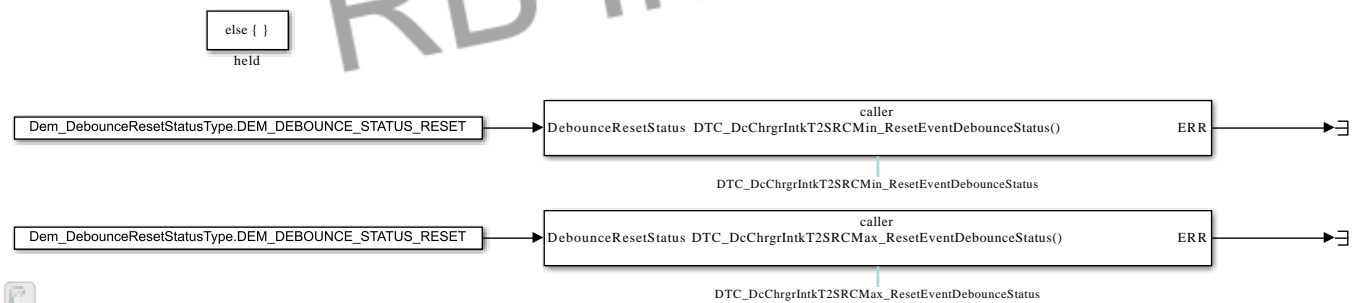 else { }
held
Dem_DebounceResetStatusType.DEM_DEBOUNCE_STATUS_RESET
caller
DebounceResetStatus DTC_DcChrgrIntkT2SRCMin_ResetEventDebounceStatus() ERR
DTC_DcChrgrIntkT2SRCMin_ResetEventDebounceStatus
Dem_DebounceResetStatusType.DEM_DEBOUNCE_STATUS_RESET
caller
DebounceResetStatus DTC_DcChrgrIntkT2SRCMax_ResetEventDebounceStatus() ERR
DTC_DcChrgrIntkT2SRCMax_ResetEventDebounceStatus